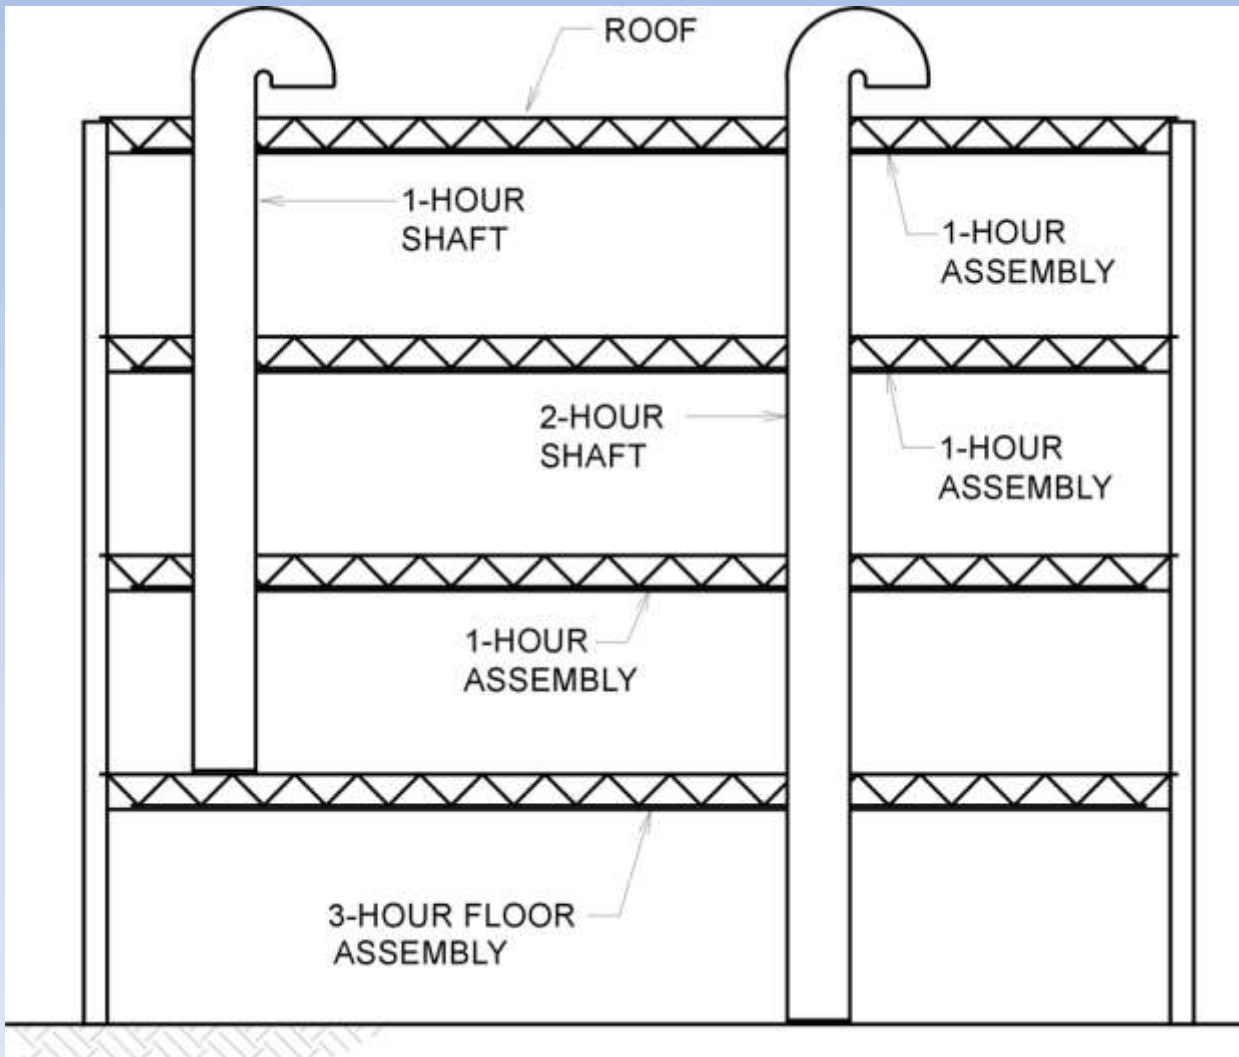 ROOF
1-HOUR
SHAFT
1-HOUR
ASSEMBLY
2-HOUR
SHAFT
1-HOUR
ASSEMBLY
1-HOUR
ASSEMBLY
3-HOUR FLOOR
ASSEMBLY